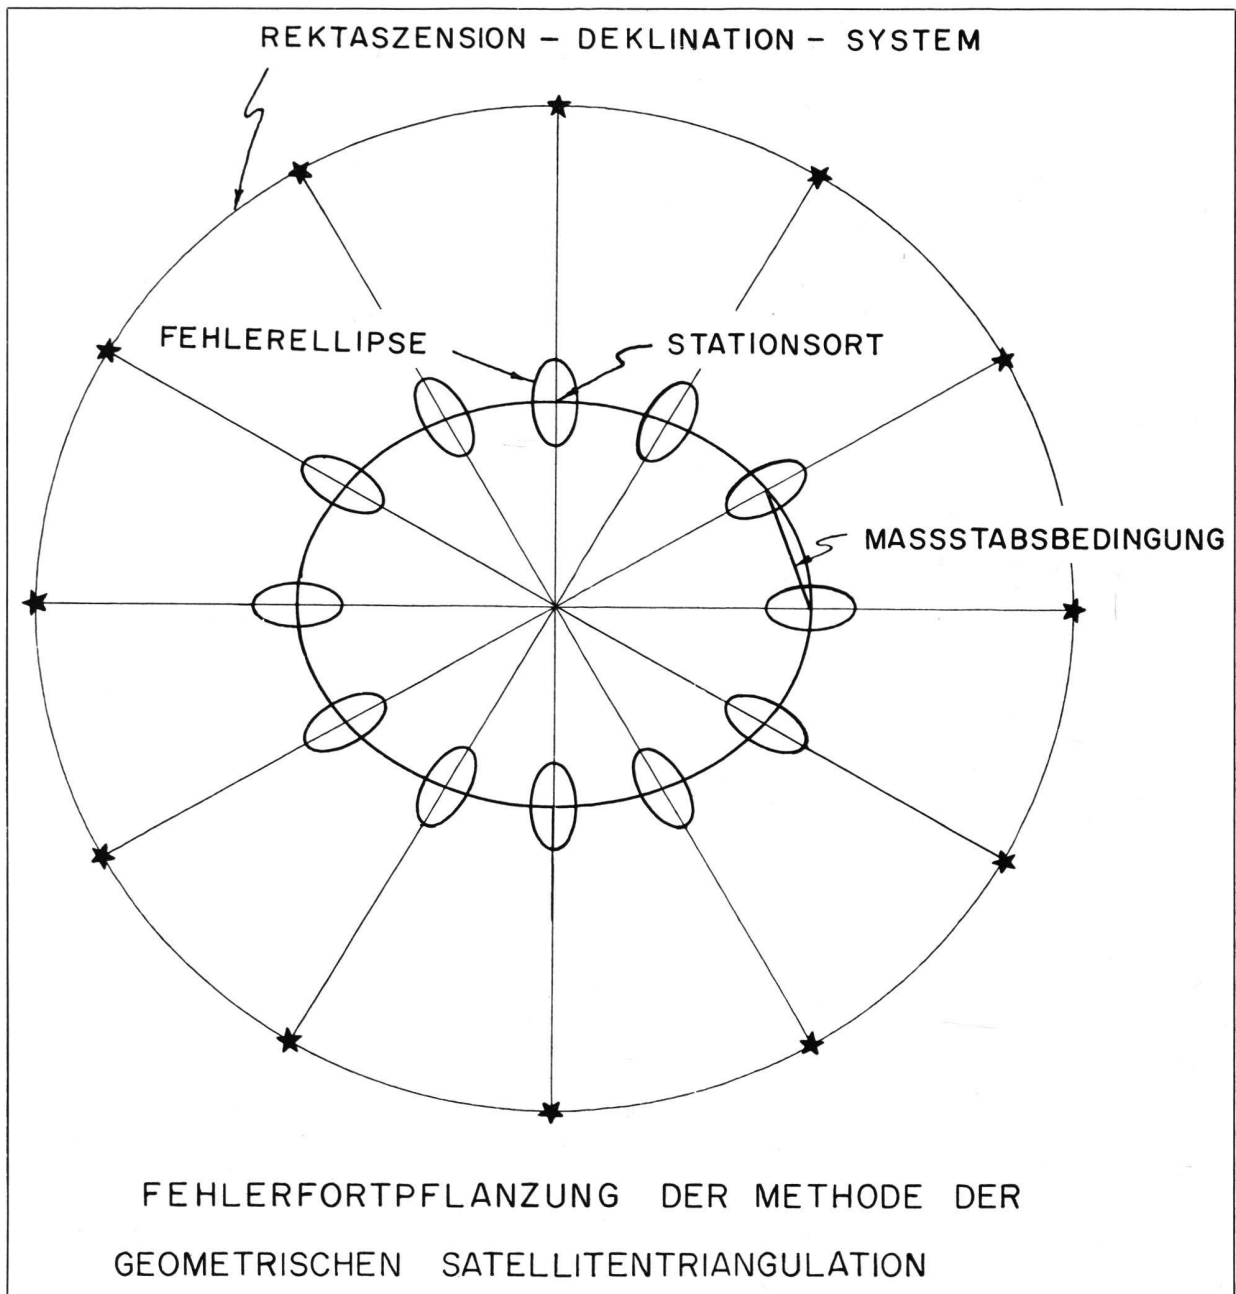 REKTASZENSION – DEKLINATION – SYSTEM
FEHLERELLIPSE
STATIONSORT
MASSSTABSBEDINGUNG
FEHLERFORTPFLANZUNG DER METHODE DER
GEOMETRISCHEN SATELLITENTRIANGULATION